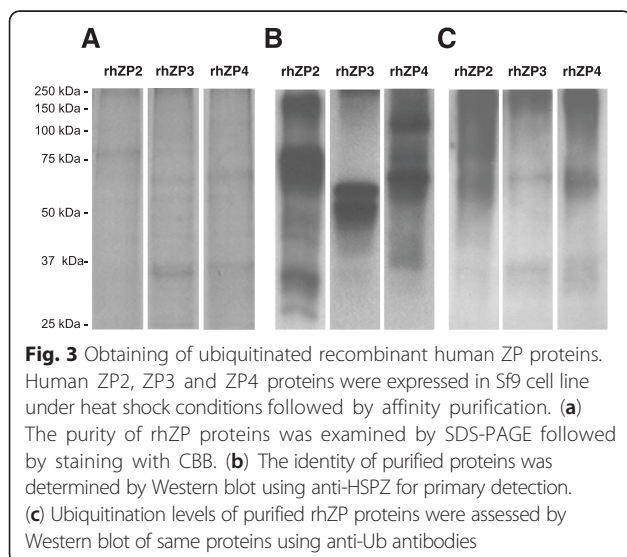 A B C
rhZP2 rhZP3 rhZP4 rhZP2 rhZP3 rhZP4 rhZP2 rhZP3 rhZP4
250 kDa -
150 kDa -
100 kDa -
75 kDa -
50 kDa -
37 kDa-
25 kDa -
Fig. 3 Obtaining of ubiquitinated recombinant human ZP proteins.
Human ZP2, ZP3 and ZP4 proteins were expressed in Sf9 cell line
under heat shock conditions followed by affinity purification. (a)
The purity of rhZP proteins was examined by SDS-PAGE followed
by staining with CBB. (b) The identity of purified proteins was
determined by Western blot using anti-HSPZ for primary detection.
(c) Ubiquitination levels of purified rhZP proteins were assessed by
Western blot of same proteins using anti-Ub antibodies